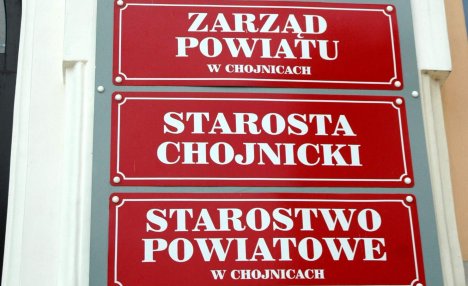 ZARZĄD
POWIATU
W CHOJNICACH
STAROSTA
CHOJNICKI
STAROSTWO
POWIATOWE
W CHOJNICACH